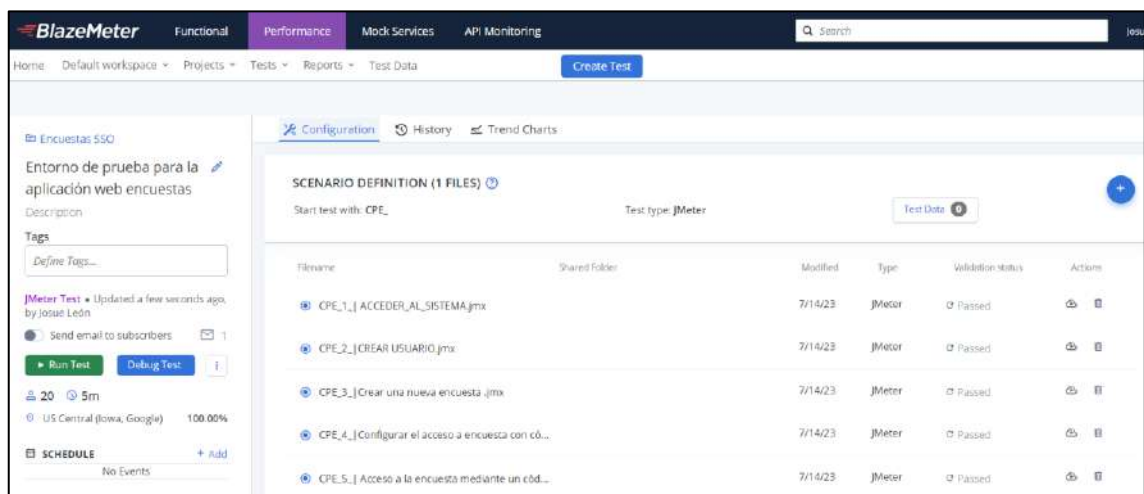 BlazeMeter Functional Performance Mock Services API Monitoring Search Josu
Home Default workspace Projects Tests Reports Test Data Create Test
Encuestas SSO
Entorno de prueba para la
aplicación web encuestas
Description
Tags
Define Tags...
JMeter Test • Updated a few seconds ago,
by Josue León
Send email to subscribers 1
Run Test Debug Test
20 5m
US Central (Iowa, Google) 100.00%
SCHEDULE + Add
No Events
Configuration History Trend Charts
SCENARIO DEFINITION (1 FILES)
Start test with: CPE_ Test type: JMeter Test Data 0
Filename Shared Folder Modified Type Validation status Actions
CPE_1_| ACCEDER_AL_SISTEMA.jmx 7/14/23 JMeter Passed
CPE_2_|CREAR USUARIO.jmx 7/14/23 JMeter Passed
CPE_3_|Crear una nueva encuesta .jmx 7/14/23 JMeter Passed
CPE_4_|Configurar el acceso a encuesta con có... 7/14/23 JMeter Passed
CPE_5_| Acceso a la encuesta mediante un cód... 7/14/23 JMeter Passed